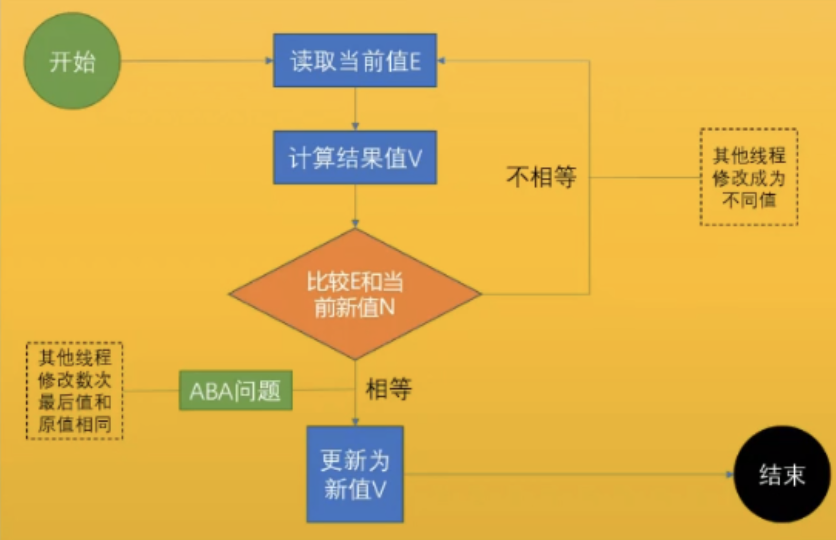 开始
读取当前值E
计算结果值V
不相等
其他线程
修改成为
不同值
比较E和当
前新值N
其他线程
修改数次
最后值和
原值相同
ABA问题
相等
更新为
新值V
结束